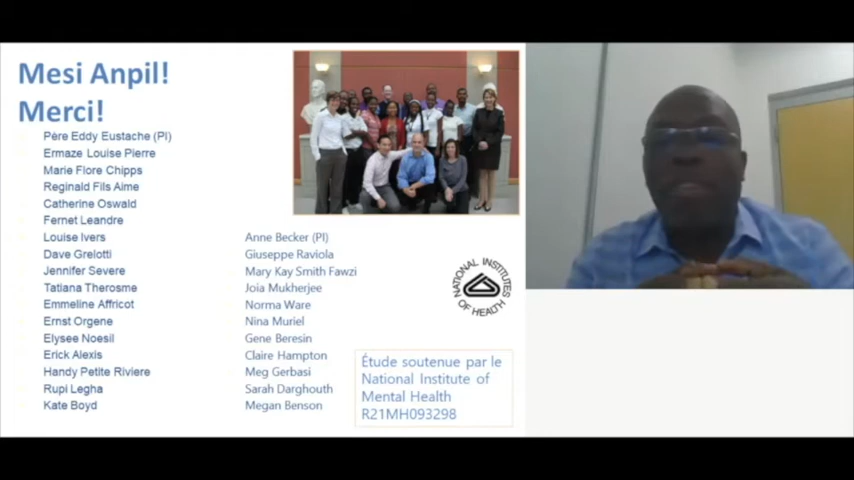 Mesi Anpil!
Merci!
Père Eddy Eustache (PI)
Ermaze Louise Pierre
Marie Flore Chipps
Reginald Fils Aime
Catherine Oswald
Fernet Leandre
Louise Ivers
Dave Grelotti
Jennifer Severe
Tatiana Therosme
Emmeline Affricot
Ernst Orgene
Elysee Noesil
Erick Alexis
Handy Petite Riviere
Rupi Legha
Kate Boyd
Anne Becker (PI)
Giuseppe Raviola
Mary Kay Smith Fawzi
Joia Mukherjee
Norma Ware
Nina Muriel
Gene Beresin
Claire Hampton
Meg Gerbasi
Sarah Darghouth
Megan Benson
NATIONAL INSTITUTES
OF HEALTH
Étude soutenue par le
National Institute of
Mental Health
R21MH093298